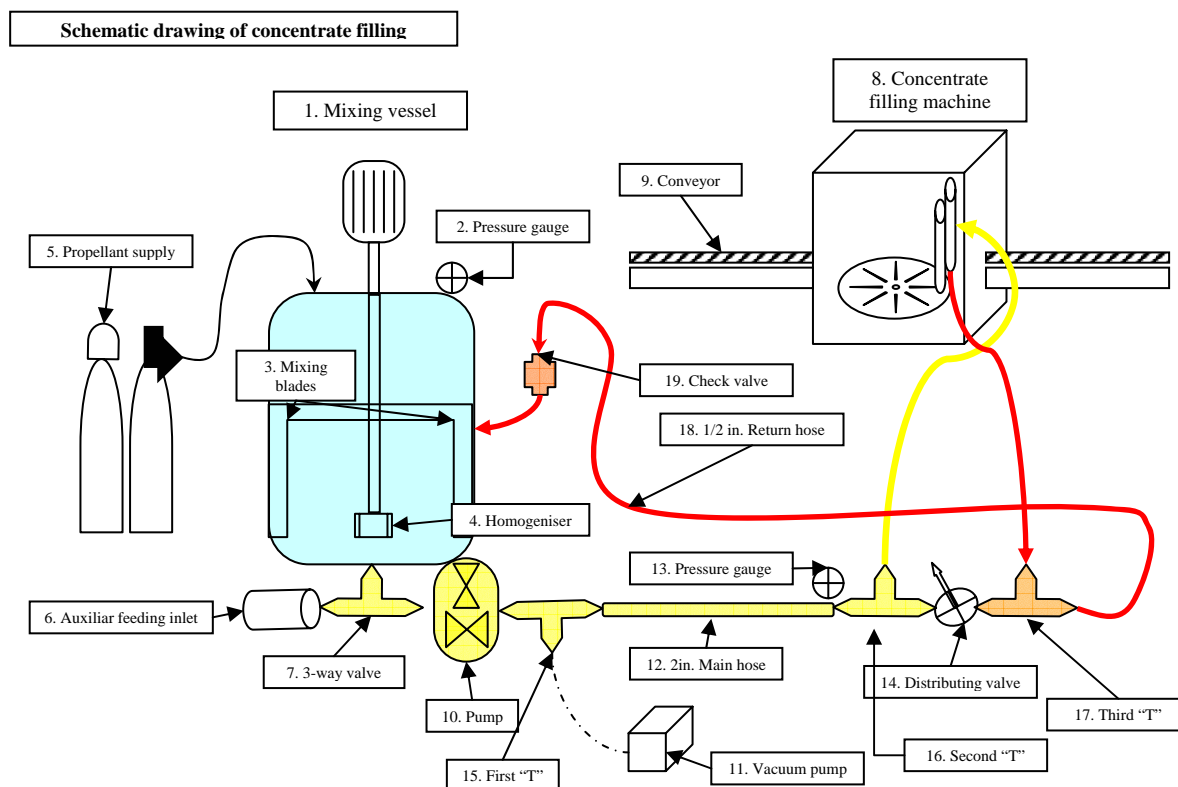 Schematic drawing of concentrate filling
8. Concentrate
filling machine
1. Mixing vessel
9. Conveyor
2. Pressure gauge
5. Propellant supply
3. Mixing
blades
19. Check valve
18. 1/2 in. Return hose
4. Homogeniser
13. Pressure gauge
6. Auxiliar feeding inlet
7. 3-way valve
12. 2in. Main hose
14. Distributing valve
10. Pump
17. Third “T”
16. Second “T”
15. First “T”
11. Vacuum pump